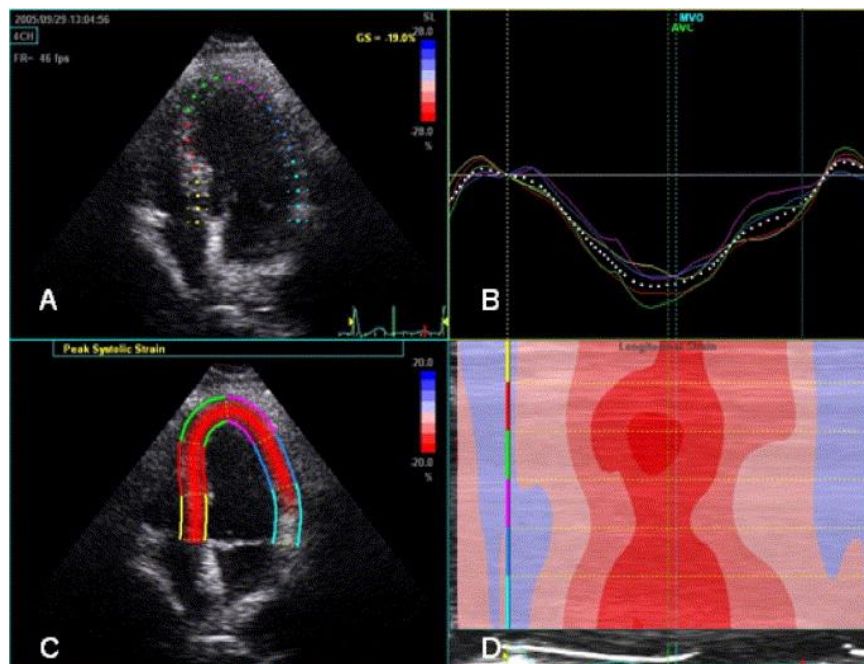 2005/09/29-13:04:56
4CH
FR= 46 fps
GS = -19.0%
SL
28.0
-28.0
%
A
MVO
AVC
B
Peak Systolic Strain
20.0
-20.0
%
C
Longitudinal Strain
D